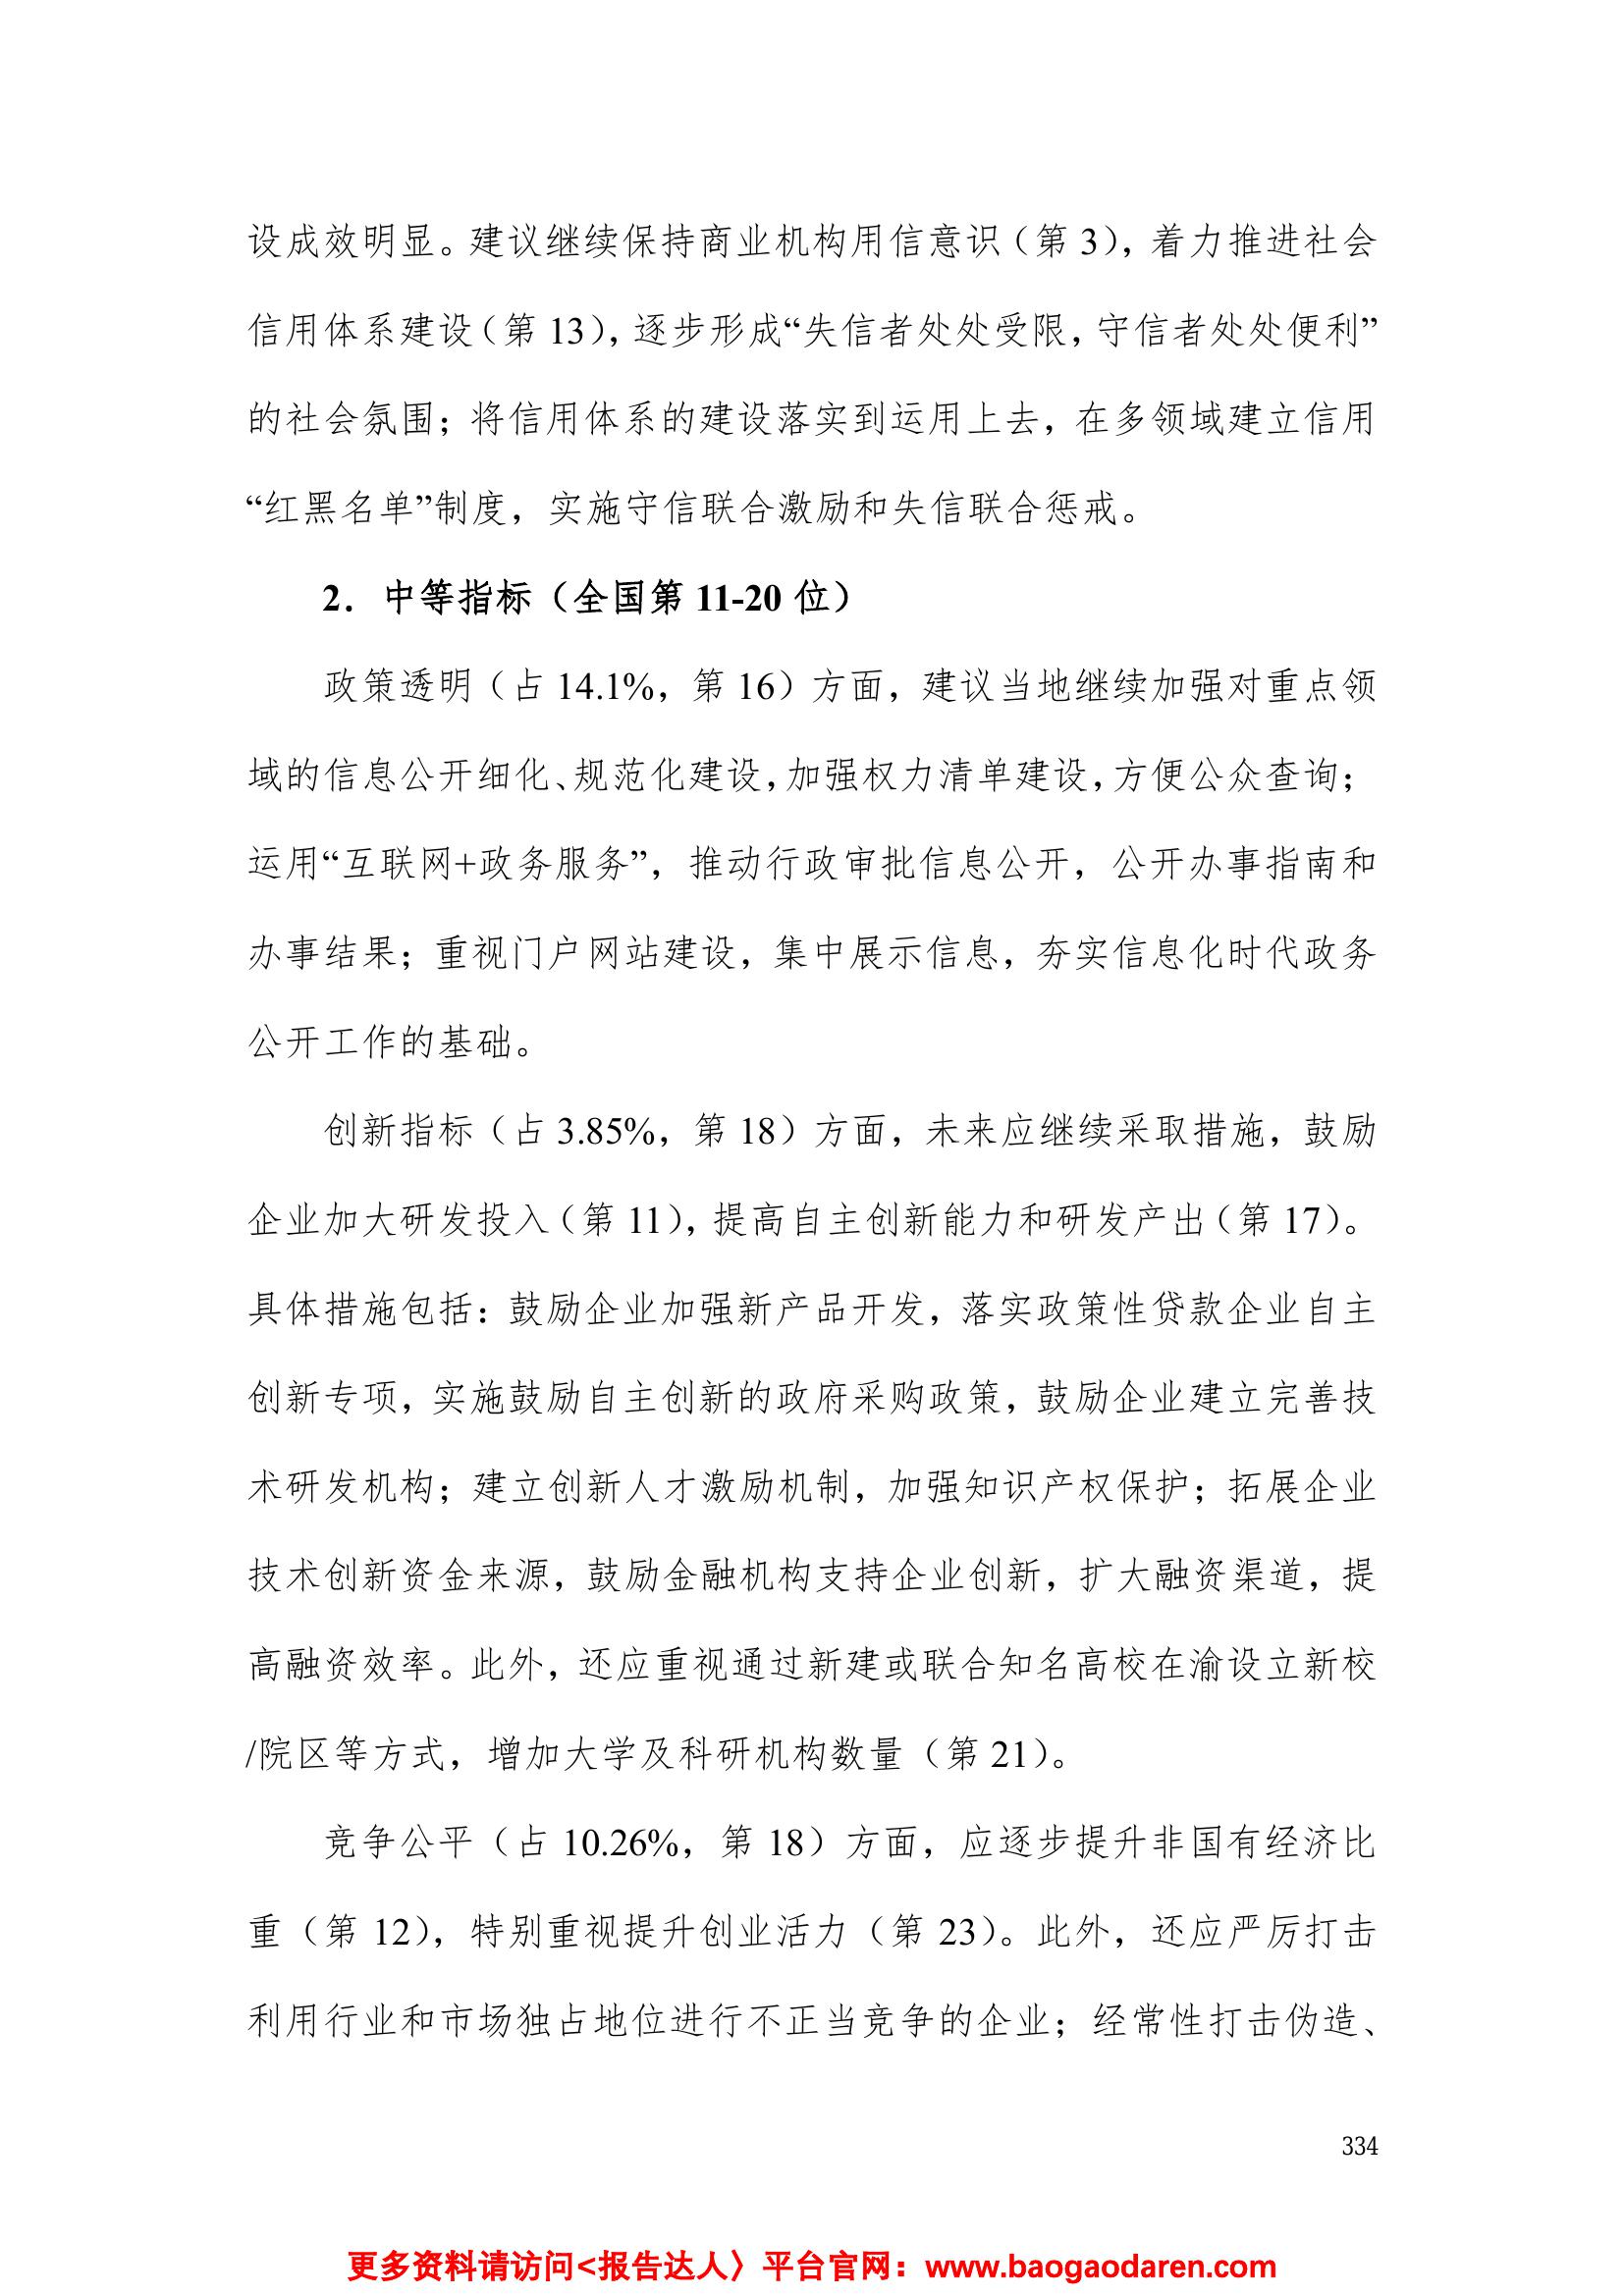 设成效明显。建议继续保持商业机构用信意识（第 3），着力推进社会
信用体系建设（第 13），逐步形成“失信者处处受限，守信者处处便利”
的社会氛围；将信用体系的建设落实到运用上去，在多领域建立信用
“红黑名单”制度，实施守信联合激励和失信联合惩戒。
2．中等指标（全国第 11-20 位）
政策透明（占 14.1%，第 16）方面，建议当地继续加强对重点领
域的信息公开细化、规范化建设，加强权力清单建设，方便公众查询；
运用“互联网+政务服务”，推动行政审批信息公开，公开办事指南和
办事结果；重视门户网站建设，集中展示信息，夯实信息化时代政务
公开工作的基础。
创新指标（占 3.85%，第 18）方面，未来应继续采取措施，鼓励
企业加大研发投入（第 11），提高自主创新能力和研发产出（第 17）。
具体措施包括：鼓励企业加强新产品开发，落实政策性贷款企业自主
创新专项，实施鼓励自主创新的政府采购政策，鼓励企业建立完善技
术研发机构；建立创新人才激励机制，加强知识产权保护；拓展企业
技术创新资金来源，鼓励金融机构支持企业创新，扩大融资渠道，提
高融资效率。此外，还应重视通过新建或联合知名高校在渝设立新校
/院区等方式，增加大学及科研机构数量（第 21）。
竞争公平（占 10.26%，第 18）方面，应逐步提升非国有经济比
重（第 12），特别重视提升创业活力（第 23）。此外，还应严厉打击
利用行业和市场独占地位进行不正当竞争的企业；经常性打击伪造、
334
更多资料请访问<报告达人〉平台官网：www.baogaodaren.com